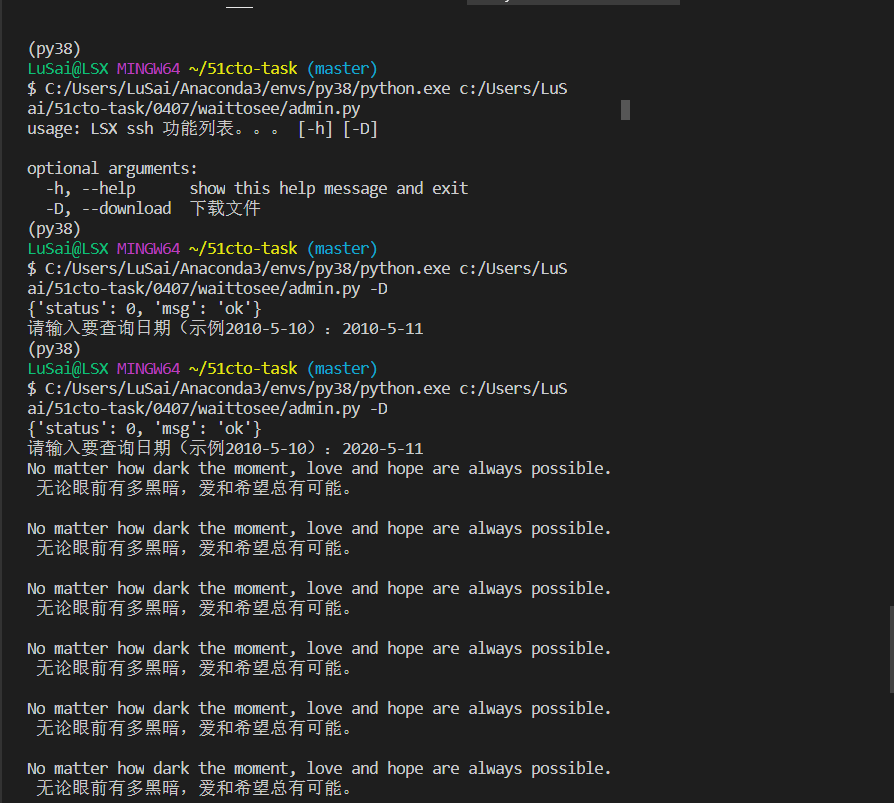 (py38)
LuSai@LSX MINGW64 ~/51cto-task (master)
$ C:/Users/LuSai/Anaconda3/envs/py38/python.exe c:/Users/LuS
ai/51cto-task/0407/waittosee/admin.py
usage: LSX ssh 功能列表。。。 [-h] [-D]
optional arguments:
-h, --help show this help message and exit
-D, --download 下载文件
(py38)
LuSai@LSX MINGW64 ~/51cto-task (master)
$ C:/Users/LuSai/Anaconda3/envs/py38/python.exe c:/Users/LuS
ai/51cto-task/0407/waittosee/admin.py -D
{'status': 0, 'msg': 'ok'}
请输入要查询日期（示例2010-5-10）：2010-5-11
(py38)
LuSai@LSX MINGW64 ~/51cto-task (master)
$ C:/Users/LuSai/Anaconda3/envs/py38/python.exe c:/Users/LuS
ai/51cto-task/0407/waittosee/admin.py -D
{'status': 0, 'msg': 'ok'}
请输入要查询日期（示例2010-5-10）：2020-5-11
No matter how dark the moment, love and hope are always possible.
无论眼前有多黑暗，爱和希望总有可能。
No matter how dark the moment, love and hope are always possible.
无论眼前有多黑暗，爱和希望总有可能。
No matter how dark the moment, love and hope are always possible.
无论眼前有多黑暗，爱和希望总有可能。
No matter how dark the moment, love and hope are always possible.
无论眼前有多黑暗，爱和希望总有可能。
No matter how dark the moment, love and hope are always possible.
无论眼前有多黑暗，爱和希望总有可能。
No matter how dark the moment, love and hope are always possible.
无论眼前有多黑暗，爱和希望总有可能。